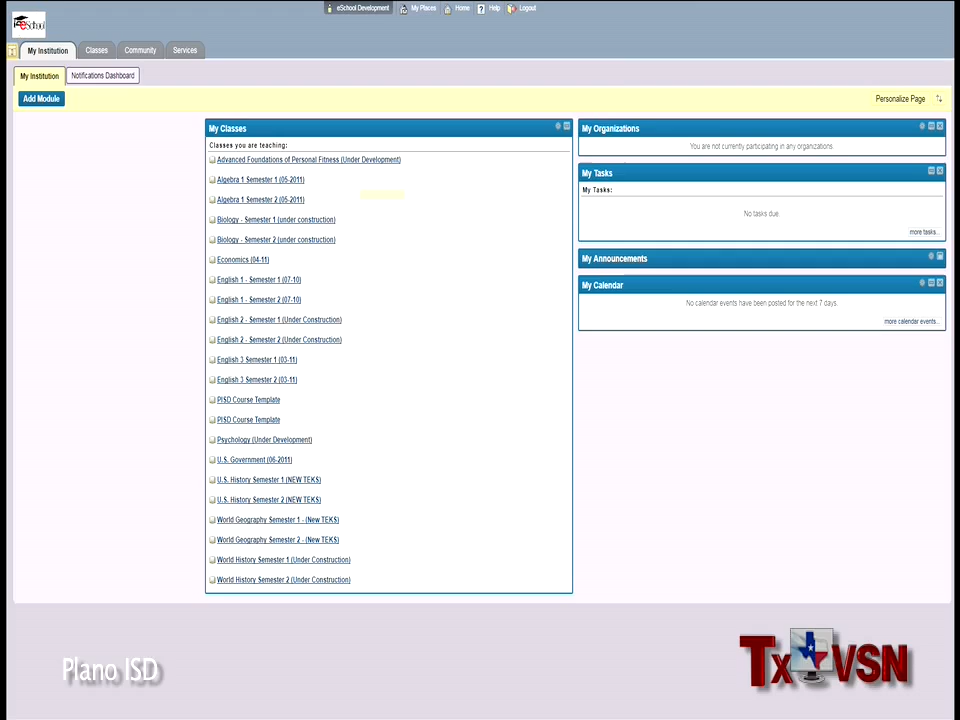 eSchool Development My Places Home Help Logout
eSchool
My Institution Classes Community Services
My Institution Notifications Dashboard
Add Module
Personalize Page
My Classes
Classes you are teaching:
Advanced Foundations of Personal Fitness (Under Development)
Algebra 1 Semester 1 (05-2011)
Algebra 1 Semester 2 (05-2011)
Biology - Semester 1 (under construction)
Biology - Semester 2 (under construction)
Economics (04-11)
English 1 - Semester 1 (07-10)
English 1 - Semester 2 (07-10)
English 2 - Semester 1 (Under Construction)
English 2 - Semester 2 (Under Construction)
English 3 Semester 1 (03-11)
English 3 Semester 2 (03-11)
PISD Course Template
PISD Course Template
Psychology (Under Development)
U.S. Government (06-2011)
U.S. History Semester 1 (NEW TEKS)
U.S. History Semester 2 (NEW TEKS)
World Geography Semester 1 - (New TEKS)
World Geography Semester 2 - (New TEKS)
World History Semester 1 (Under Construction)
World History Semester 2 (Under Construction)
My Organizations
You are not currently participating in any organizations.
My Tasks
My Tasks:
No tasks due.
more tasks...
My Announcements
My Calendar
No calendar events have been posted for the next 7 days.
more calendar events...
Plano ISD
TxVSN